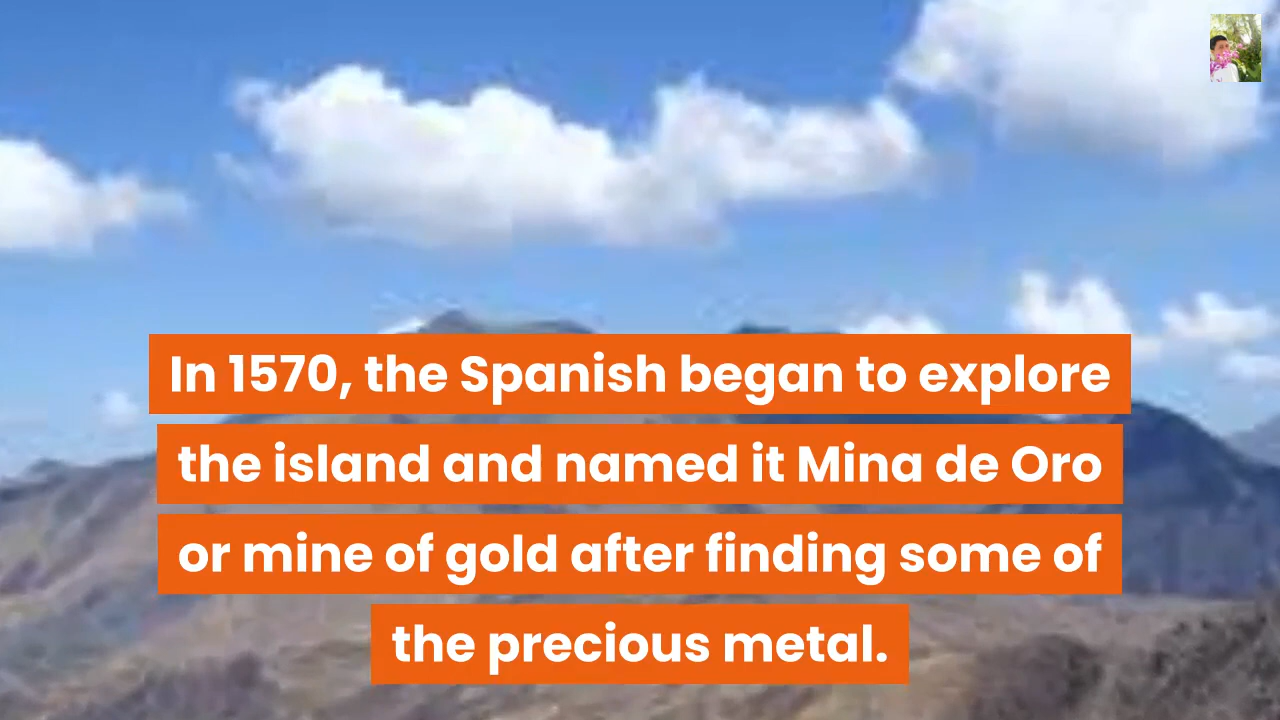 In 1570, the Spanish began to explore
the island and named it Mina de Oro
or mine of gold after finding some of
the precious metal.